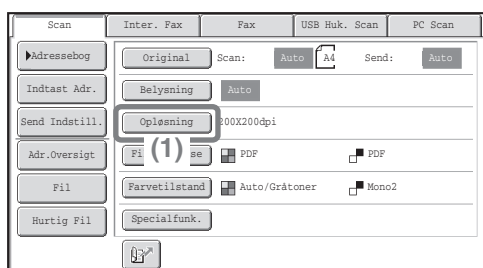 Scan Inter. Fax Fax USB Huk. Scan PC Scan
Adressebog Original Scan: Auto A4 Send: Auto
Indtast Adr. Belysning Auto
Send Indstill. Opløsning 200X200dpi
Adr.Oversigt (1) PDF PDF
Fil Farvetilstand Auto/Gråtoner Mono2
Hurtig Fil Specialfunk.